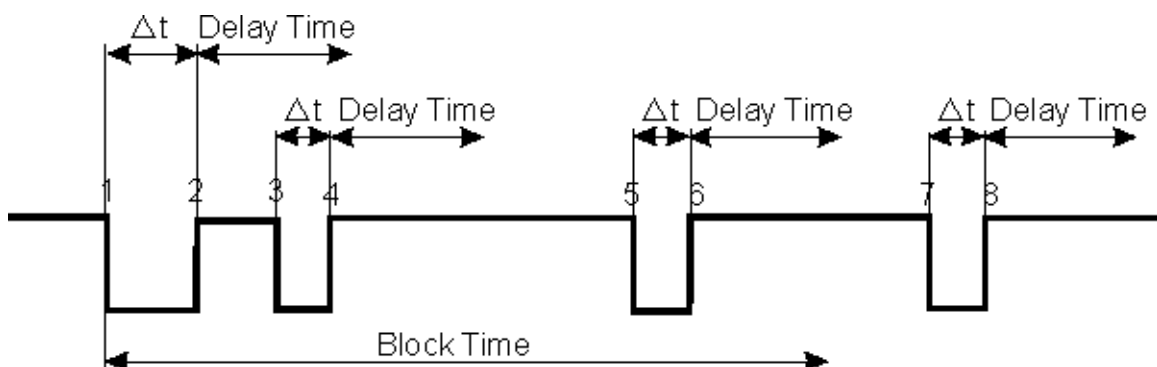 Δt Delay Time
Δt Delay Time Δt Delay Time Δt Delay Time
1 2 3 4 5 6 7 8
Block Time